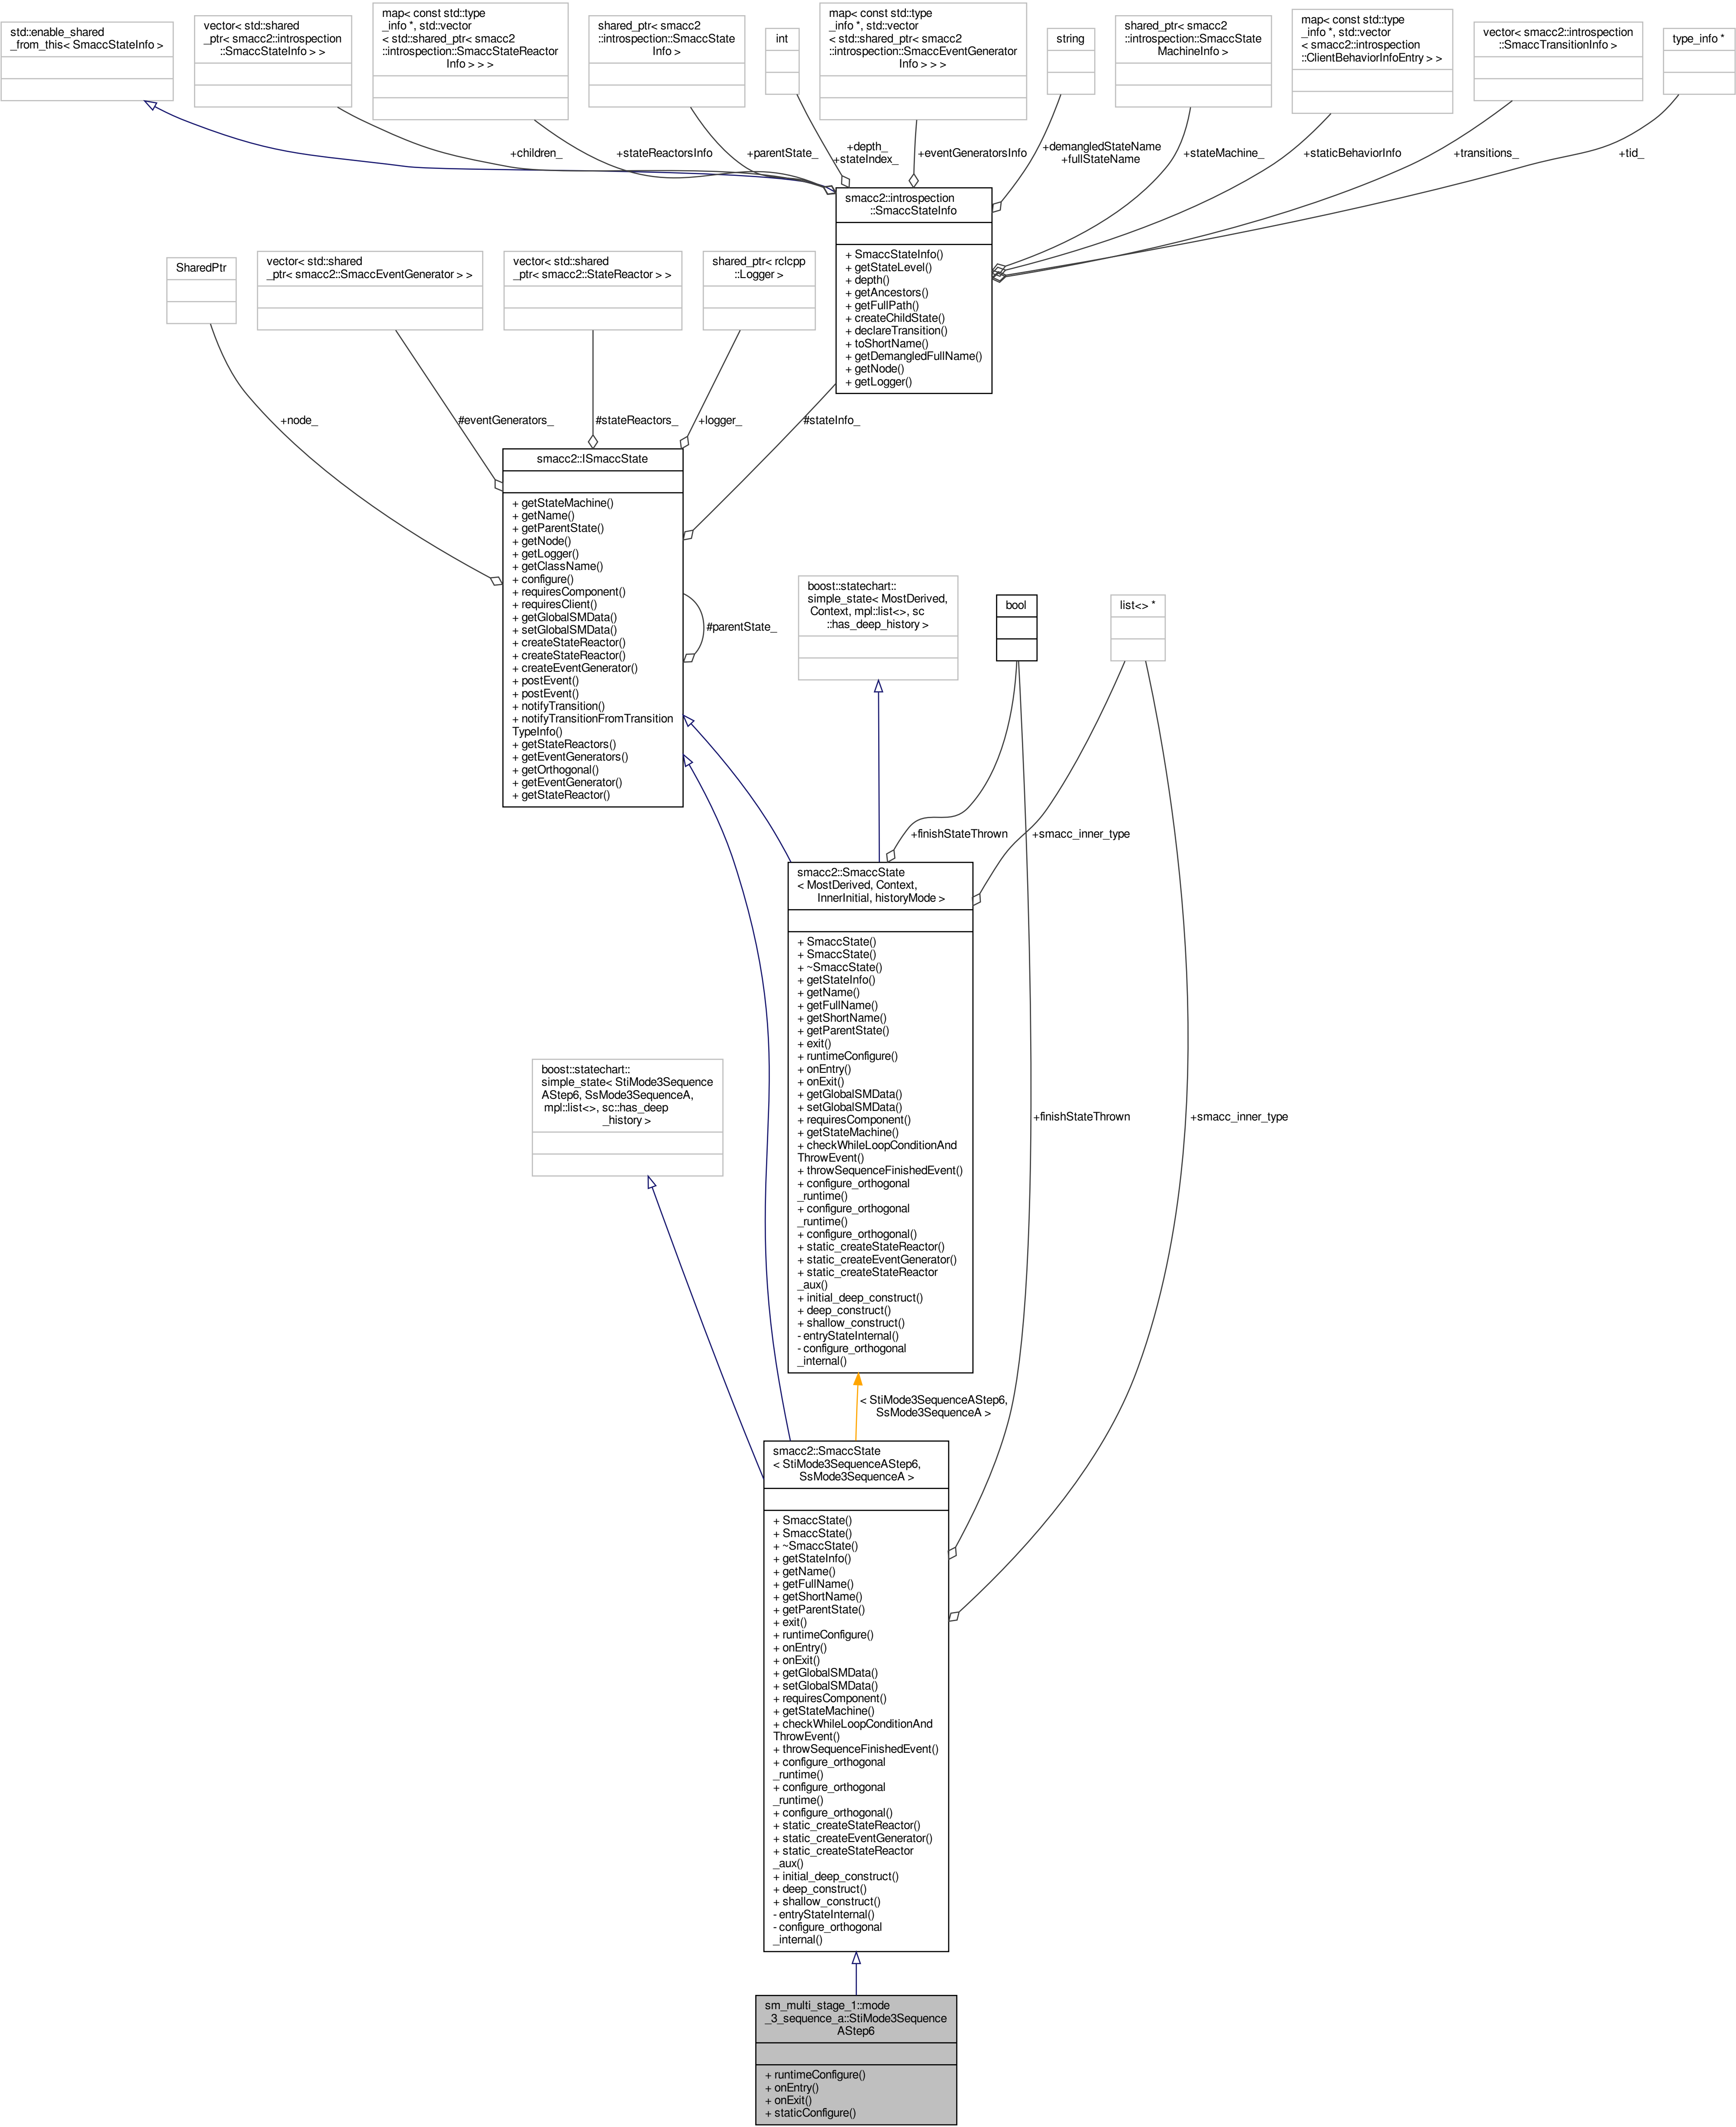 std::enable_shared
_from_this< SmaccStateInfo >
vector< std::shared
_ptr< smacc2::introspection
::SmaccStateInfo > >
map< const std::type
_info *, std::vector
< std::shared_ptr< smacc2
::introspection::SmaccStateReactor
Info > > >
shared_ptr< smacc2
::introspection::SmaccState
Info >
int
map< const std::type
_info *, std::vector
< std::shared_ptr< smacc2
::introspection::SmaccEventGenerator
Info > > >
string
shared_ptr< smacc2
::introspection::SmaccState
MachineInfo >
map< const std::type
_info *, std::vector
< smacc2::introspection
::ClientBehaviorInfoEntry > >
vector< smacc2::introspection
::SmaccTransitionInfo >
type_info *
+children_
+stateReactorsInfo
+parentState_
+depth_
+stateIndex_
+eventGeneratorsInfo
+demangledStateName
+fullStateName
+stateMachine_
+staticBehaviorInfo
+transitions_
+tid_
smacc2::introspection
::SmaccStateInfo
+ SmaccStateInfo()
+ getStateLevel()
+ depth()
+ getAncestors()
+ getFullPath()
+ createChildState()
+ declareTransition()
+ toShortName()
+ getDemangledFullName()
+ getNode()
+ getLogger()
SharedPtr
vector< std::shared
_ptr< smacc2::SmaccEventGenerator > >
vector< std::shared
_ptr< smacc2::StateReactor > >
shared_ptr< rclcpp
::Logger >
+node_
#eventGenerators_
#stateReactors_
+logger_
#stateInfo_
smacc2::ISmaccState
+ getStateMachine()
+ getName()
+ getParentState()
+ getNode()
+ getLogger()
+ getClassName()
+ configure()
+ requiresComponent()
+ requiresClient()
+ getGlobalSMData()
+ setGlobalSMData()
+ createStateReactor()
+ createStateReactor()
+ createEventGenerator()
+ postEvent()
+ postEvent()
+ notifyTransition()
+ notifyTransitionFromTransition
TypeInfo()
+ getStateReactors()
+ getEventGenerators()
+ getOrthogonal()
+ getEventGenerator()
+ getStateReactor()
#parentState_
boost::statechart::
simple_state< MostDerived,
Context, mpl::list<>, sc
::has_deep_history >
bool
list<> *
+finishStateThrown
+smacc_inner_type
smacc2::SmaccState
< MostDerived, Context,
InnerInitial, historyMode >
+ SmaccState()
+ SmaccState()
+ ~SmaccState()
+ getStateInfo()
+ getName()
+ getFullName()
+ getShortName()
+ getParentState()
+ exit()
+ runtimeConfigure()
+ onEntry()
+ onExit()
+ getGlobalSMData()
+ setGlobalSMData()
+ requiresComponent()
+ getStateMachine()
+ checkWhileLoopConditionAnd
ThrowEvent()
+ throwSequenceFinishedEvent()
+ configure_orthogonal
_runtime()
+ configure_orthogonal
_runtime()
+ configure_orthogonal()
+ static_createStateReactor()
+ static_createEventGenerator()
+ static_createStateReactor
_aux()
+ initial_deep_construct()
+ deep_construct()
+ shallow_construct()
- entryStateInternal()
- configure_orthogonal
_internal()
boost::statechart::
simple_state< StiMode3Sequence
AStep6, SsMode3SequenceA,
mpl::list<>, sc::has_deep
_history >
+finishStateThrown
+smacc_inner_type
< StiMode3SequenceAStep6,
SsMode3SequenceA >
smacc2::SmaccState
< StiMode3SequenceAStep6,
SsMode3SequenceA >
+ SmaccState()
+ SmaccState()
+ ~SmaccState()
+ getStateInfo()
+ getName()
+ getFullName()
+ getShortName()
+ getParentState()
+ exit()
+ runtimeConfigure()
+ onEntry()
+ onExit()
+ getGlobalSMData()
+ setGlobalSMData()
+ requiresComponent()
+ getStateMachine()
+ checkWhileLoopConditionAnd
ThrowEvent()
+ throwSequenceFinishedEvent()
+ configure_orthogonal
_runtime()
+ configure_orthogonal
_runtime()
+ configure_orthogonal()
+ static_createStateReactor()
+ static_createEventGenerator()
+ static_createStateReactor
_aux()
+ initial_deep_construct()
+ deep_construct()
+ shallow_construct()
- entryStateInternal()
- configure_orthogonal
_internal()
sm_multi_stage_1::mode
_3_sequence_a::StiMode3Sequence
AStep6
+ runtimeConfigure()
+ onEntry()
+ onExit()
+ staticConfigure()